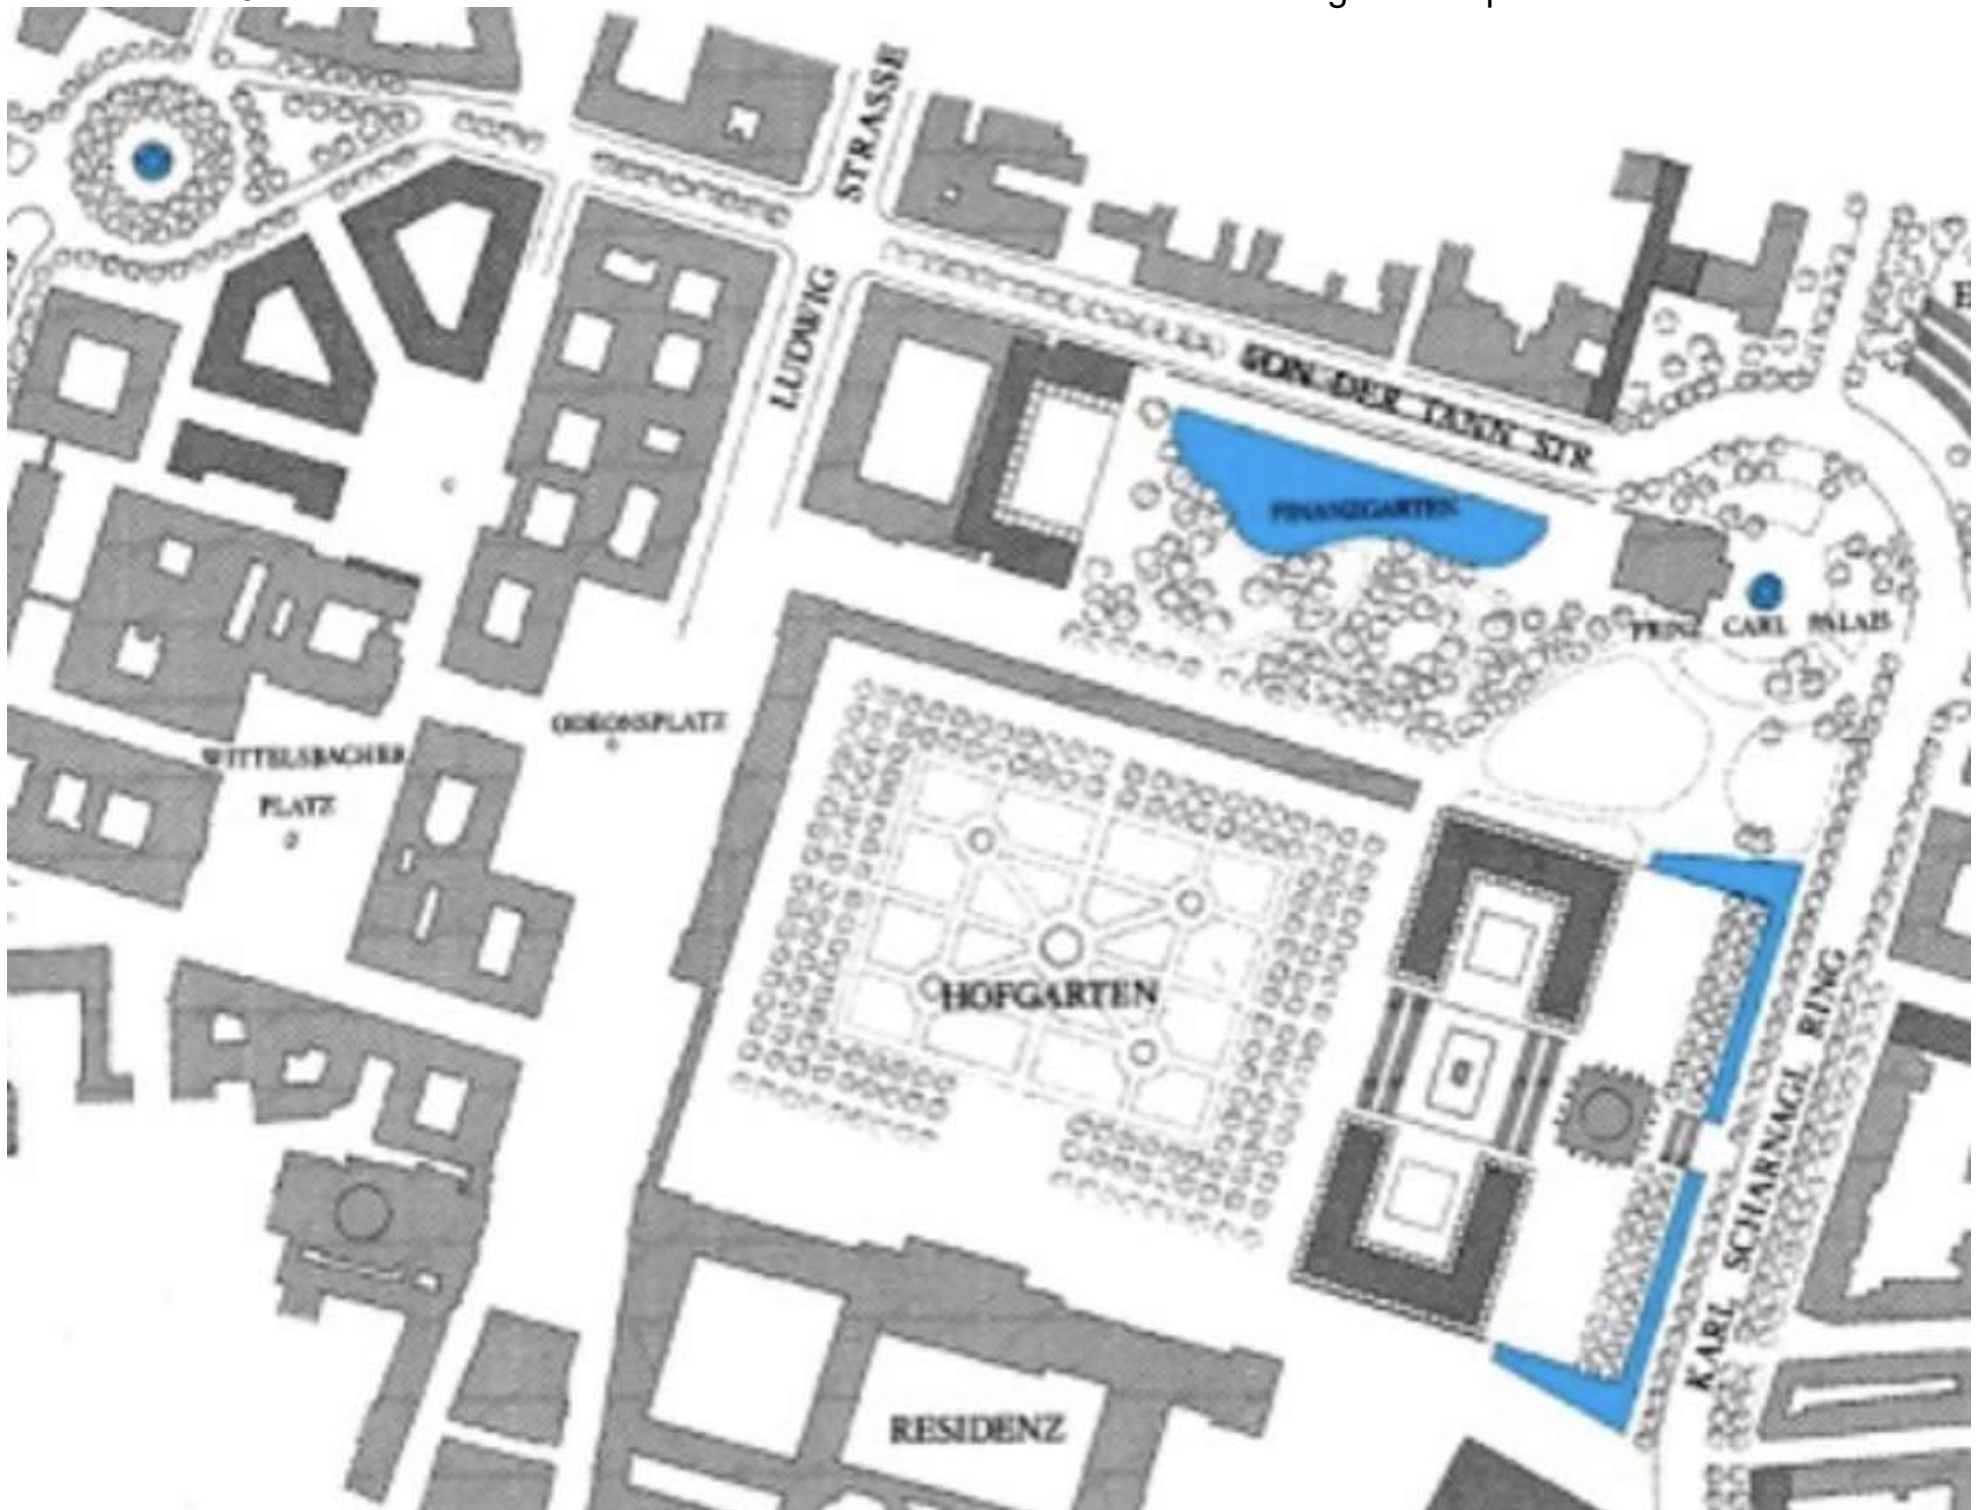 STRASSE
LUDWIG
VON DER TANN STR.
FINANZGARTEN
PRINZ CARL PALAIS
ODEONSPLATZ
WITTELSBACHER
PLATZ
HOFGARTEN
KARL SCHARNAGL RING
RESIDENZ